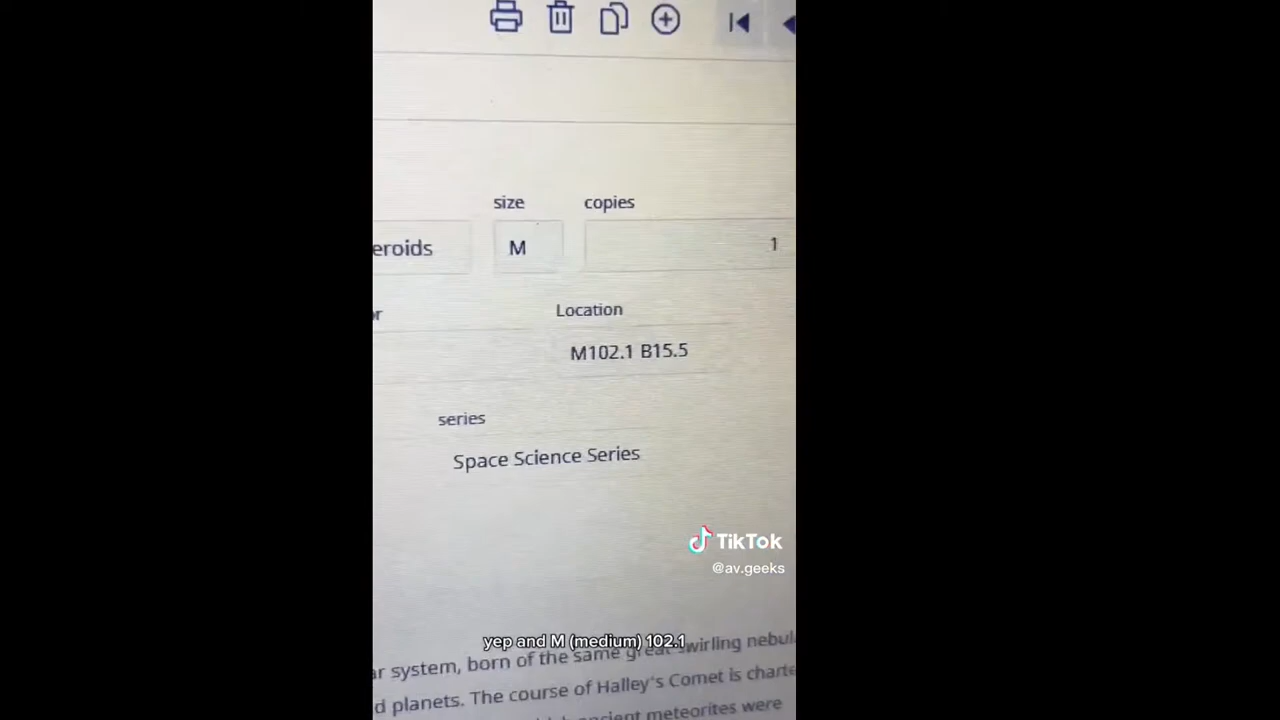 size copies
eroids M 1
or Location
M102.1 B15.5
series
Space Science Series
TikTok
@av.geeks
yep and M (medium) 102.1
ar system, born of the same great swirling nebul
d planets. The course of Halley's Comet is charte
ancient meteorites were